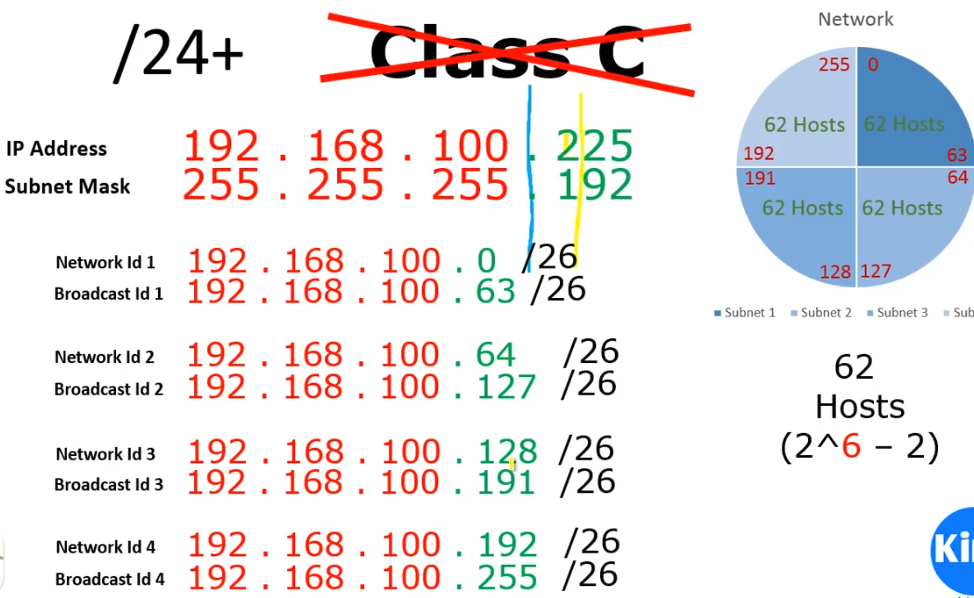 /24+ Class C
IP Address 192 . 168 . 100 . 225
Subnet Mask 255 . 255 . 255 . 192
Network Id 1 192 . 168 . 100 . 0 /26
Broadcast Id 1 192 . 168 . 100 . 63 /26
Network Id 2 192 . 168 . 100 . 64 /26
Broadcast Id 2 192 . 168 . 100 . 127 /26
Network Id 3 192 . 168 . 100 . 128 /26
Broadcast Id 3 192 . 168 . 100 . 191 /26
Network Id 4 192 . 168 . 100 . 192 /26
Broadcast Id 4 192 . 168 . 100 . 255 /26
Network
255 0
62 Hosts 62 Hosts
192 63
191 64
62 Hosts 62 Hosts
128 127
Subnet 1 Subnet 2 Subnet 3 Sub
62
Hosts
(2^6 – 2)